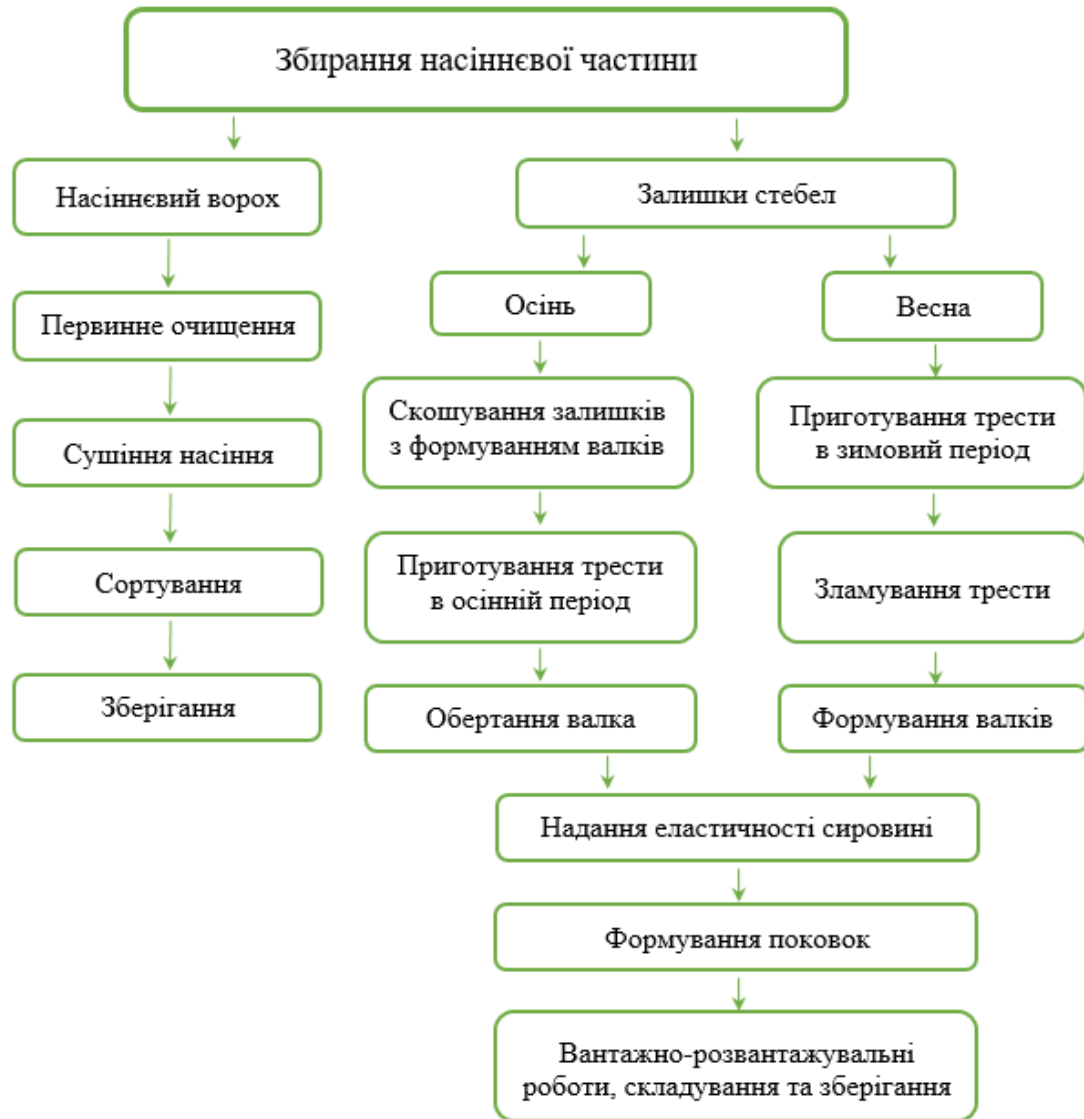 Збирання насіннєвої частини
Насіннєвий ворох
Залишки стебел
Первинне очищення
Осінь
Весна
Сушіння насіння
Скошування залишків
з формуванням валків
Приготування трести
в зимовий період
Сортування
Приготування трести
в осінній період
Зламування трести
Зберігання
Обертання валка
Формування валків
Надання еластичності сировині
Формування поковок
Вантажно-розвантажувальні
роботи, складування та зберігання